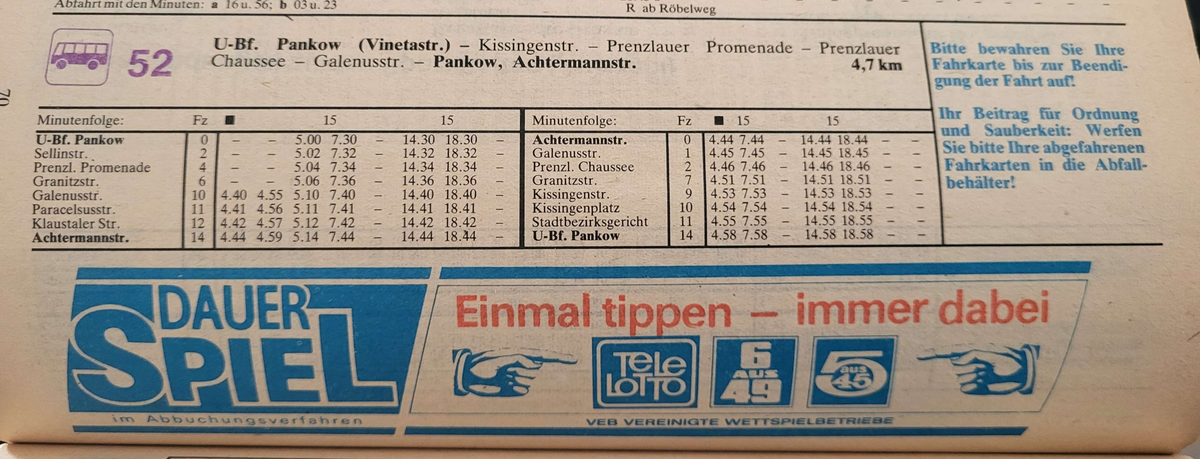 Abfahrt mit den Minuten: a 16 u. 56; b 03 u. 23
R ab Röbelweg
70
52
U-Bf. Pankow (Vinetastr.) – Kissingenstr. – Prenzlauer Promenade – Prenzlauer
Chaussee – Galenusstr. – Pankow, Achtermannstr. 4,7 km
Minutenfolge: Fz ■ 15 15
U-Bf. Pankow 0 – – 5.00 7.30 – 14.30 18.30 –
Sellinstr. 2 – – 5.02 7.32 – 14.32 18.32 –
Prenzl. Promenade 4 – – 5.04 7.34 – 14.34 18.34 –
Granitzstr. 6 – – 5.06 7.36 – 14.36 18.36 –
Galenusstr. 10 4.40 4.55 5.10 7.40 – 14.40 18.40 –
Paracelsusstr. 11 4.41 4.56 5.11 7.41 – 14.41 18.41 –
Klaustaler Str. 12 4.42 4.57 5.12 7.42 – 14.42 18.42 –
Achtermannstr. 14 4.44 4.59 5.14 7.44 – 14.44 18.44 –
Minutenfolge: Fz ■ 15 15
Achtermannstr. 0 4.44 7.44 – 14.44 18.44 – –
Galenusstr. 1 4.45 7.45 – 14.45 18.45 – –
Prenzl. Chaussee 2 4.46 7.46 – 14.46 18.46 – –
Granitzstr. 7 4.51 7.51 – 14.51 18.51 – –
Kissingenstr. 9 4.53 7.53 – 14.53 18.53 – –
Kissingenplatz 10 4.54 7.54 – 14.54 18.54 – –
Stadtbezirksgericht 11 4.55 7.55 – 14.55 18.55 – –
U-Bf. Pankow 14 4.58 7.58 – 14.58 18.58 – –
Bitte bewahren Sie Ihre
Fahrkarte bis zur Beendi-
gung der Fahrt auf!
Ihr Beitrag für Ordnung
und Sauberkeit: Werfen
Sie bitte Ihre abgefahrenen
Fahrkarten in die Abfall-
behälter!
DAUER
SPIEL
im Abbuchungsverfahren
Einmal tippen – immer dabei
TELE
LOTTO
6
AUS
49
5
aus
45
VEB VEREINIGTE WETTSPIELBETRIEBE